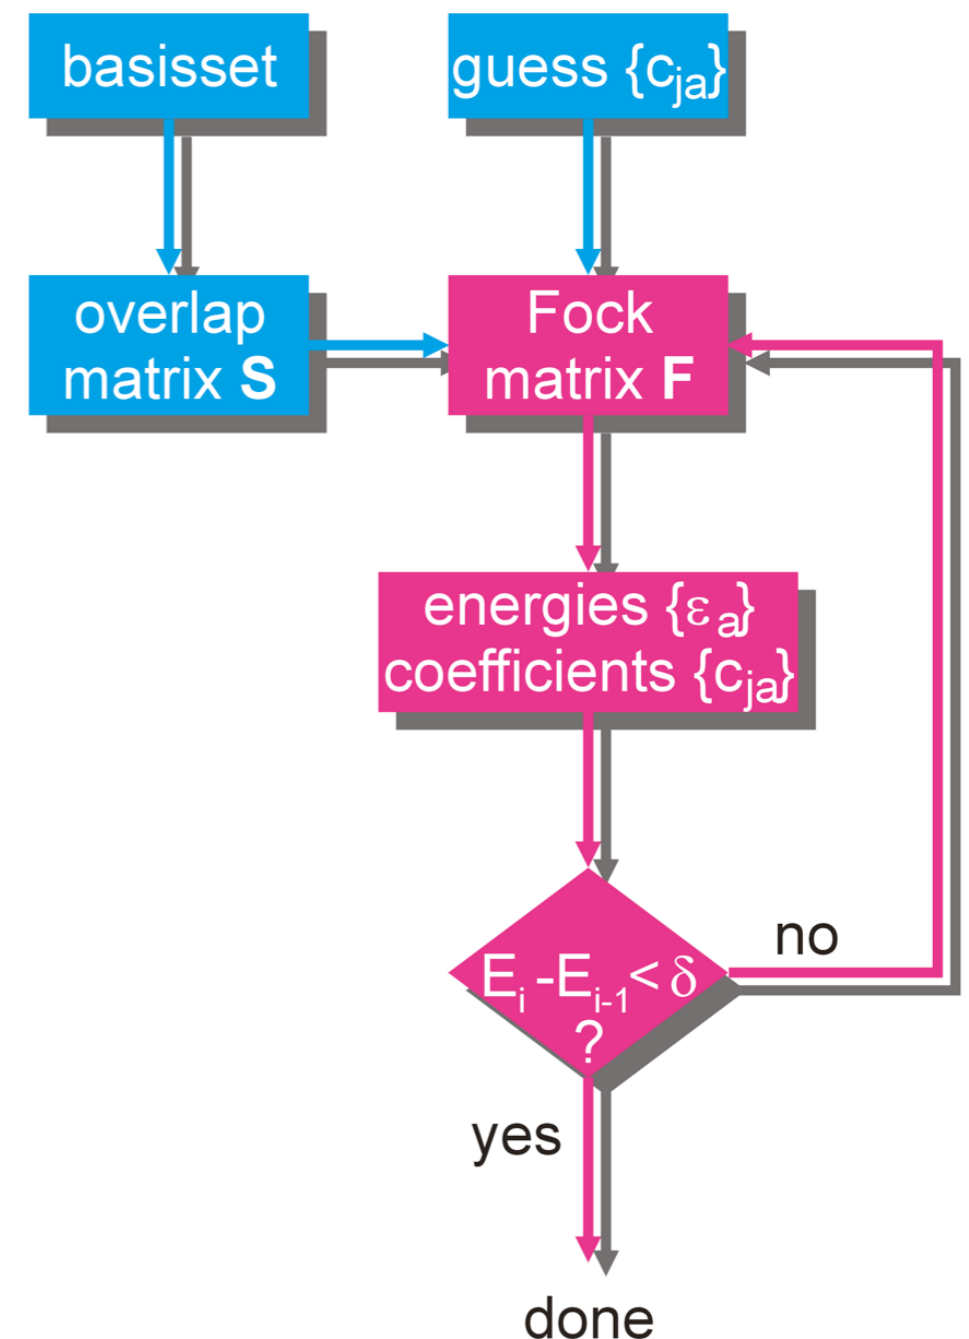 basisset
guess {cja}
overlap
matrix S
Fock
matrix F
energies {εa}
coefficients {cja}
Ei-Ei-1< δ
?
no
yes
done